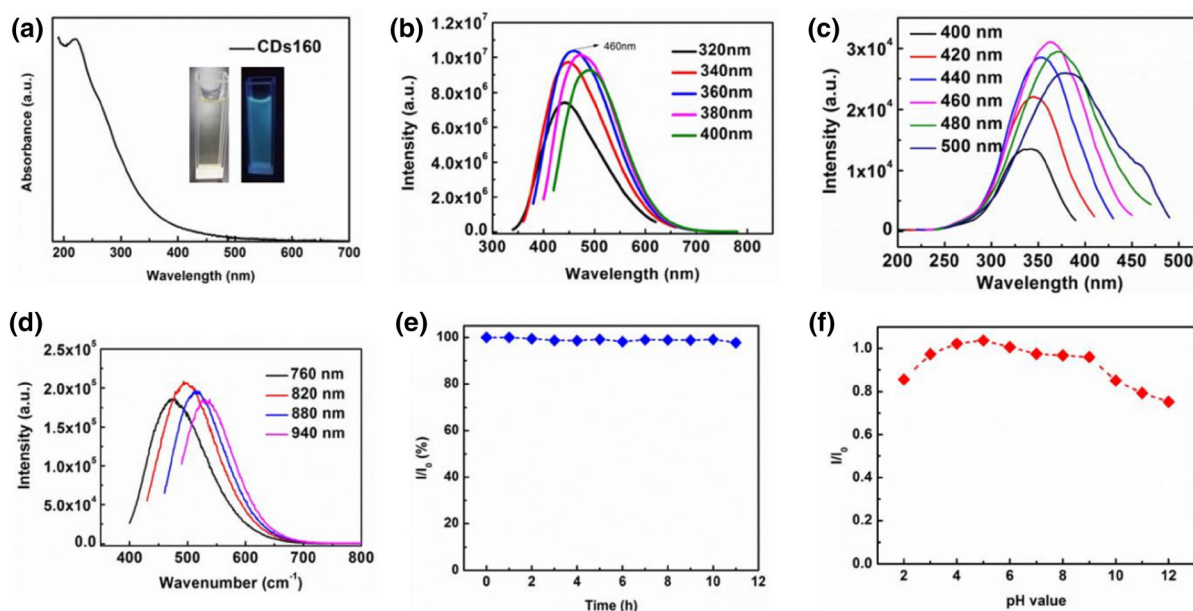 (a)
CDs160
Absorbance (a.u.)
200 300 400 500 600 700
Wavelength (nm)
(b)
460nm
320nm
340nm
360nm
380nm
400nm
1.2x10⁷
1.0x10⁷
8.0x10⁶
6.0x10⁶
4.0x10⁶
2.0x10⁶
0.0
Intensity (a.u.)
300 400 500 600 700 800
Wavelength (nm)
(c)
400 nm
420 nm
440 nm
460 nm
480 nm
500 nm
3x10⁴
2x10⁴
1x10⁴
0
Intensity (a.u.)
200 250 300 350 400 450 500
Wavelength (nm)
(d)
760 nm
820 nm
880 nm
940 nm
2.5x10⁵
2.0x10⁵
1.5x10⁵
1.0x10⁵
5.0x10⁴
0.0
Intensity (a.u.)
400 500 600 700 800
Wavenumber (cm⁻¹)
(e)
100
80
60
40
20
0
I/I₀ (%)
0 2 4 6 8 10 12
Time (h)
(f)
1.0
0.8
0.6
0.4
0.2
0.0
I/I₀
2 4 6 8 10 12
pH value